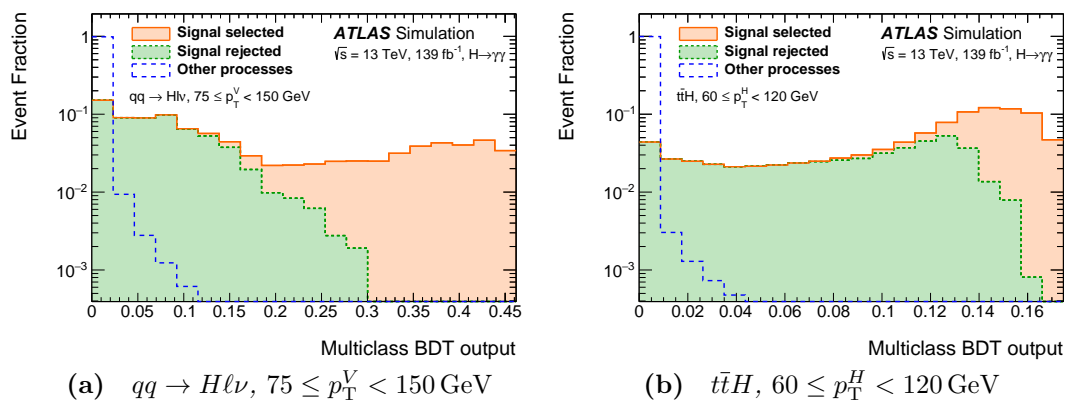 Event Fraction
1
10⁻¹
10⁻²
10⁻³
Signal selected
Signal rejected
Other processes
ATLAS Simulation
√s = 13 TeV, 139 fb⁻¹, H→γγ
qq → Hlν, 75 ≤ p_T^V < 150 GeV
0 0.05 0.1 0.15 0.2 0.25 0.3 0.35 0.4 0.45
Multiclass BDT output
(a) qq → Hℓν, 75 ≤ p_T^V < 150 GeV
Event Fraction
1
10⁻¹
10⁻²
10⁻³
Signal selected
Signal rejected
Other processes
ATLAS Simulation
√s = 13 TeV, 139 fb⁻¹, H→γγ
tt̄H, 60 ≤ p_T^H < 120 GeV
0 0.02 0.04 0.06 0.08 0.1 0.12 0.14 0.16
Multiclass BDT output
(b) tt̄H, 60 ≤ p_T^H < 120 GeV